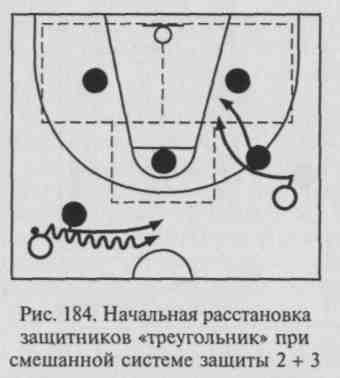 Рис. 184. Начальная расстановка
защитников «треугольник» при
смешанной системе защиты 2 + 3